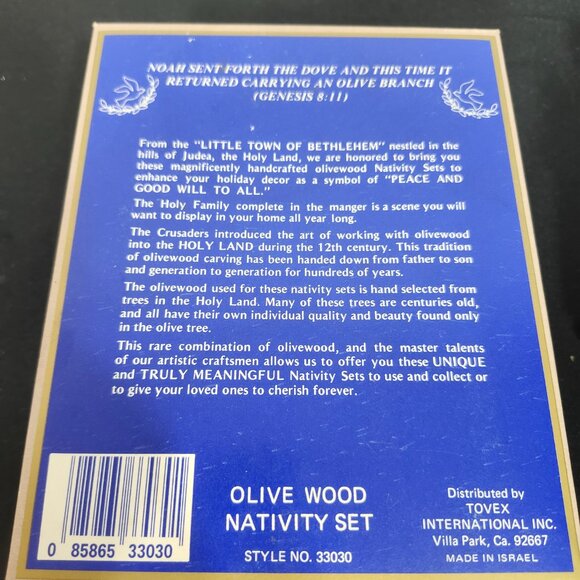 NOAH SENT FORTH THE DOVE AND THIS TIME IT
RETURNED CARRYING AN OLIVE BRANCH
(GENESIS 8:11)
From the "LITTLE TOWN OF BETHLEHEM" nestled in the
hills of Judea, the Holy Land, we are honored to bring you
these magnificently handcrafted olivewood Nativity Sets to
enhance your holiday decor as a symbol of "PEACE AND
GOOD WILL TO ALL."
The Holy Family complete in the manger is a scene you will
want to display in your home all year long.
The Crusaders introduced the art of working with olivewood
into the HOLY LAND during the 12th century. This tradition
of olivewood carving has been handed down from father to son
and generation to generation for hundreds of years.
The olivewood used for these nativity sets is hand selected from
trees in the Holy Land. Many of these trees are centuries old,
and all have their own individual quality and beauty found only
in the olive tree.
This rare combination of olivewood, and the master talents
of our artistic craftsmen allows us to offer you these UNIQUE
and TRULY MEANINGFUL Nativity Sets to use and collect or
to give your loved ones to cherish forever.
0 85865 33030
OLIVE WOOD
NATIVITY SET
STYLE NO. 33030
Distributed by
TOVEX
INTERNATIONAL INC.
Villa Park, Ca. 92667
MADE IN ISRAEL